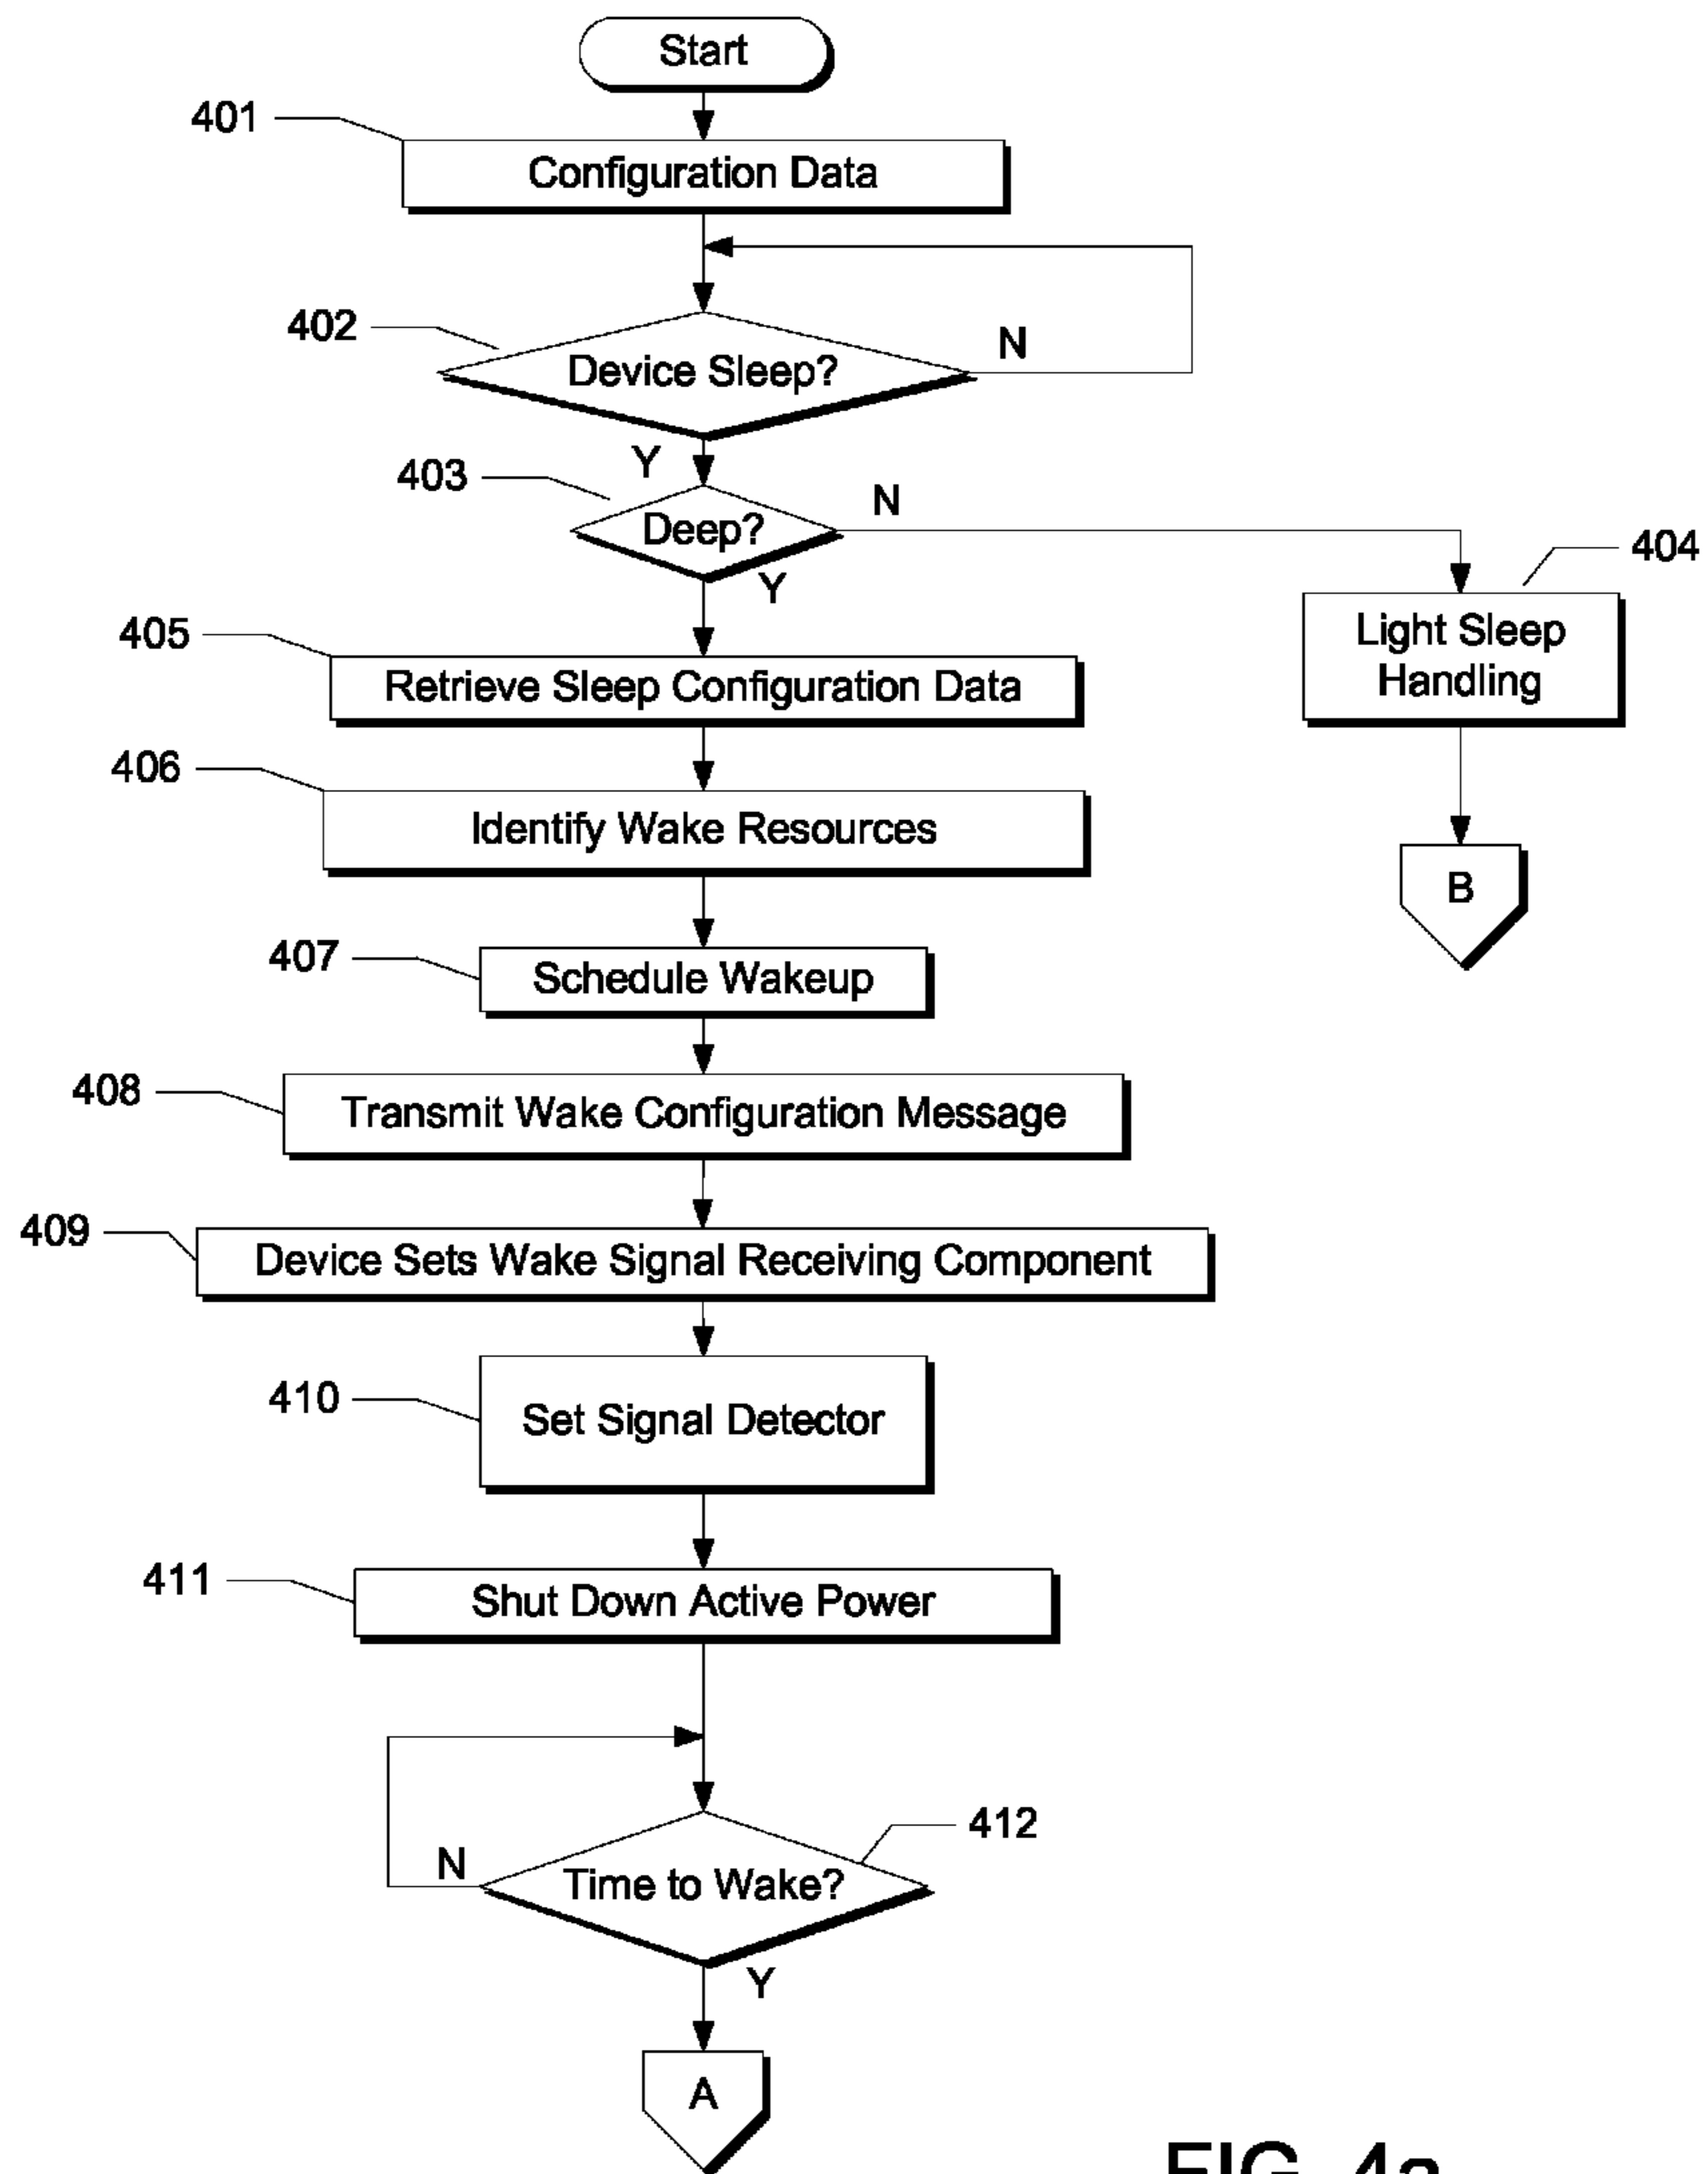 Start
401
Configuration Data
402
Device Sleep?
N
Y
403
Deep?
N
Y
404
Light Sleep
Handling
B
405
Retrieve Sleep Configuration Data
406
Identify Wake Resources
407
Schedule Wakeup
408
Transmit Wake Configuration Message
409
Device Sets Wake Signal Receiving Component
410
Set Signal Detector
411
Shut Down Active Power
412
Time to Wake?
N
Y
A
FIG. 4a